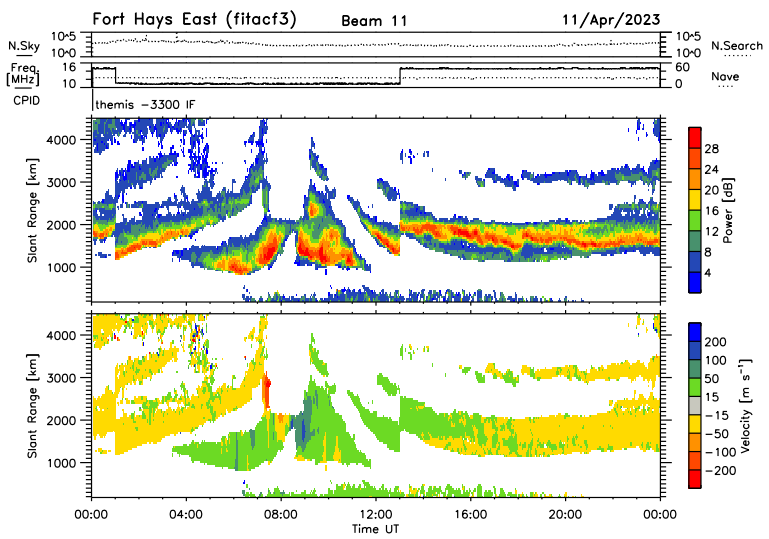 Fort Hays East (fitacf3) Beam 11 11/Apr/2023
N.Sky 10^5 10^0 10^5 10^0 N.Search
Freq. [MHz] 16 10 60 0 Nave
CPID themis -3300 IF
Slant Range [km] 4000 3000 2000 1000
Power [dB] 28 24 20 16 12 8 4
Slant Range [km] 4000 3000 2000 1000
Velocity [m s⁻¹] 200 100 50 15 -15 -50 -100 -200
00:00 04:00 08:00 12:00 16:00 20:00 00:00
Time UT